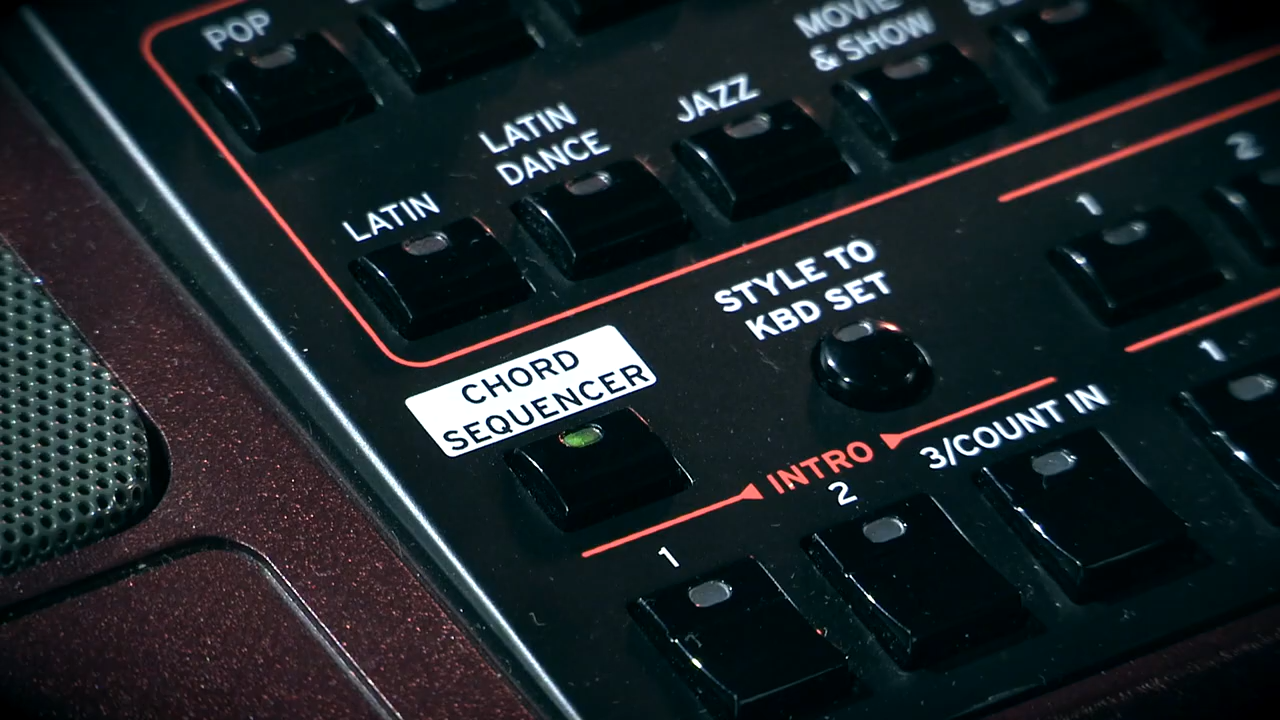 POP
MOVIE
& SHOW
LATIN
DANCE
JAZZ
LATIN
STYLE TO
KBD SET
CHORD
SEQUENCER
INTRO
1
2
3/COUNT IN
1
2
1